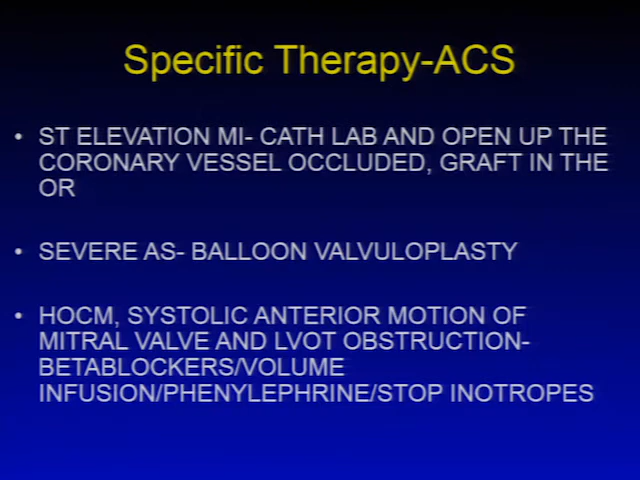 Specific Therapy-ACS
• ST ELEVATION MI- CATH LAB AND OPEN UP THE
CORONARY VESSEL OCCLUDED, GRAFT IN THE
OR
• SEVERE AS- BALLOON VALVULOPLASTY
• HOCM, SYSTOLIC ANTERIOR MOTION OF
MITRAL VALVE AND LVOT OBSTRUCTION-
BETABLOCKERS/VOLUME
INFUSION/PHENYLEPHRINE/STOP INOTROPES